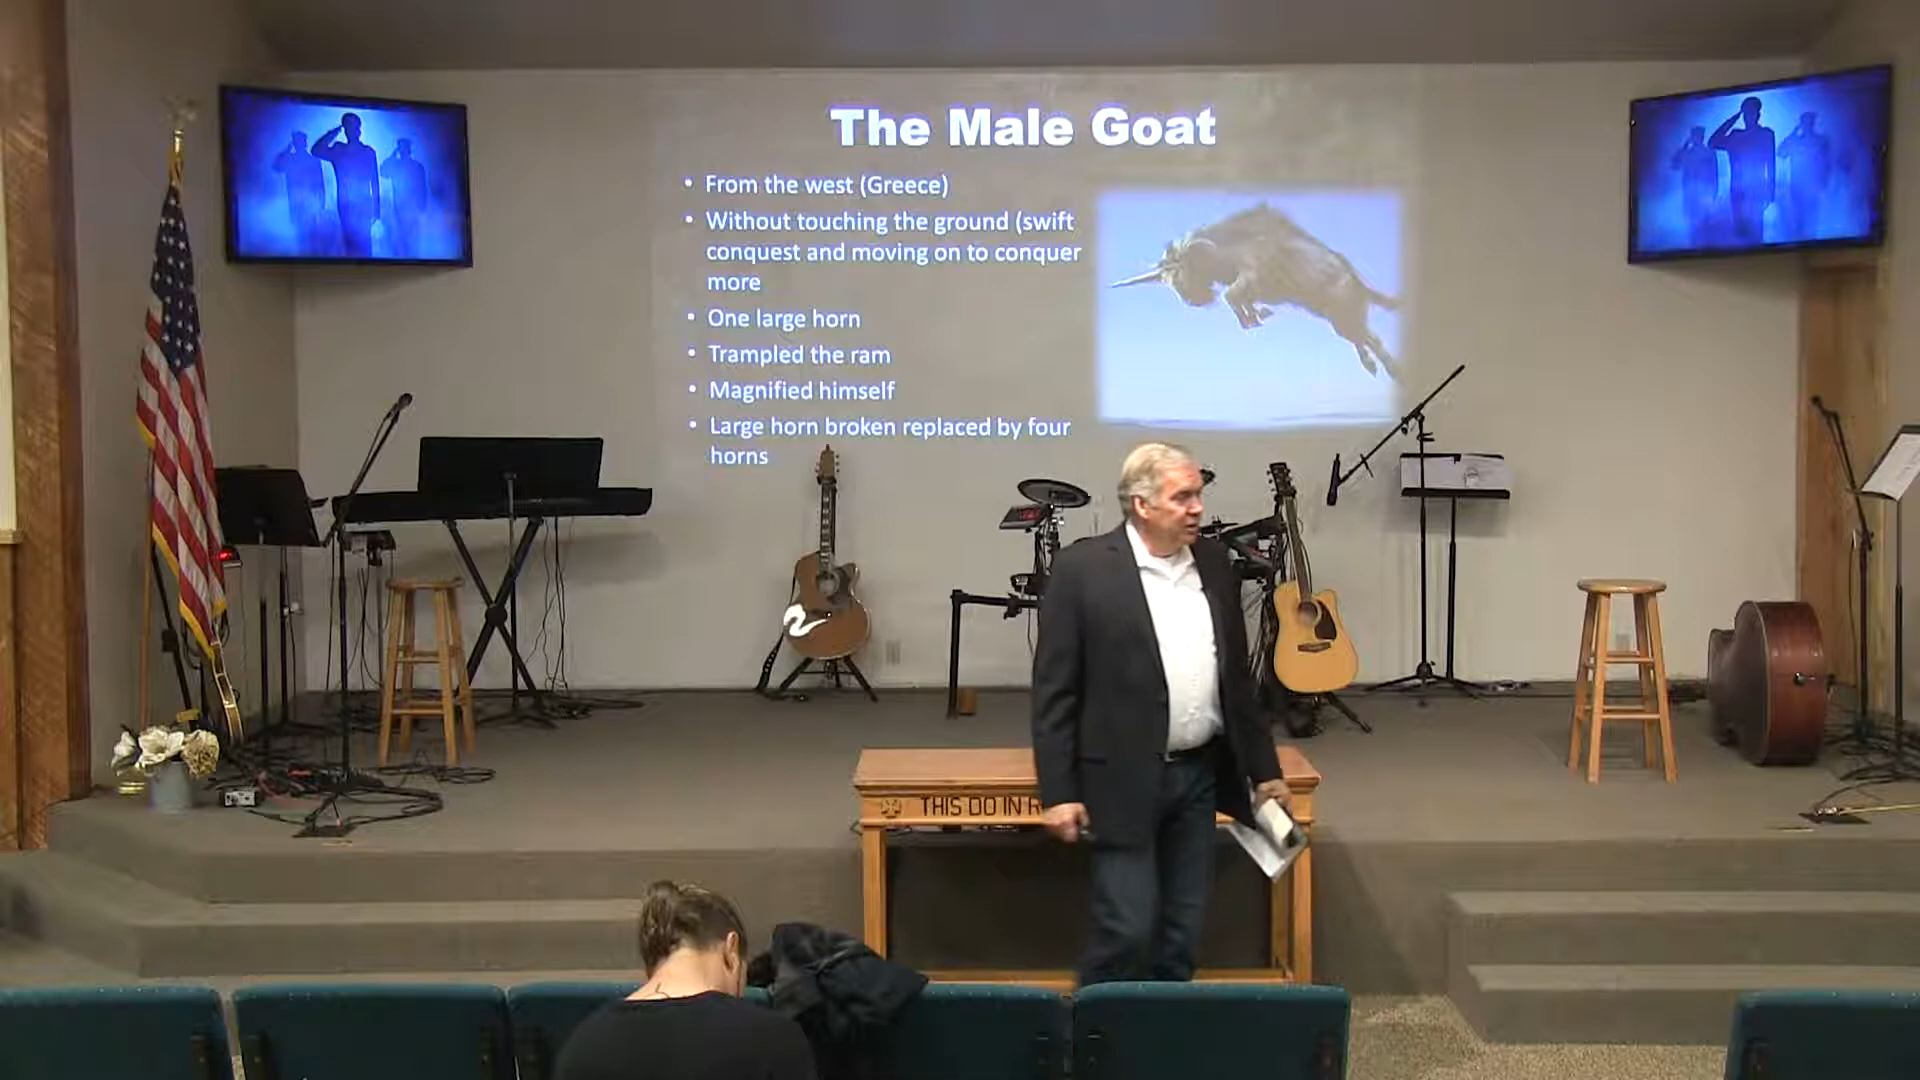 The Male Goat
• From the west (Greece)
• Without touching the ground (swift
conquest and moving on to conquer
more
• One large horn
• Trampled the ram
• Magnified himself
• Large horn broken replaced by four
horns
THIS DO IN R